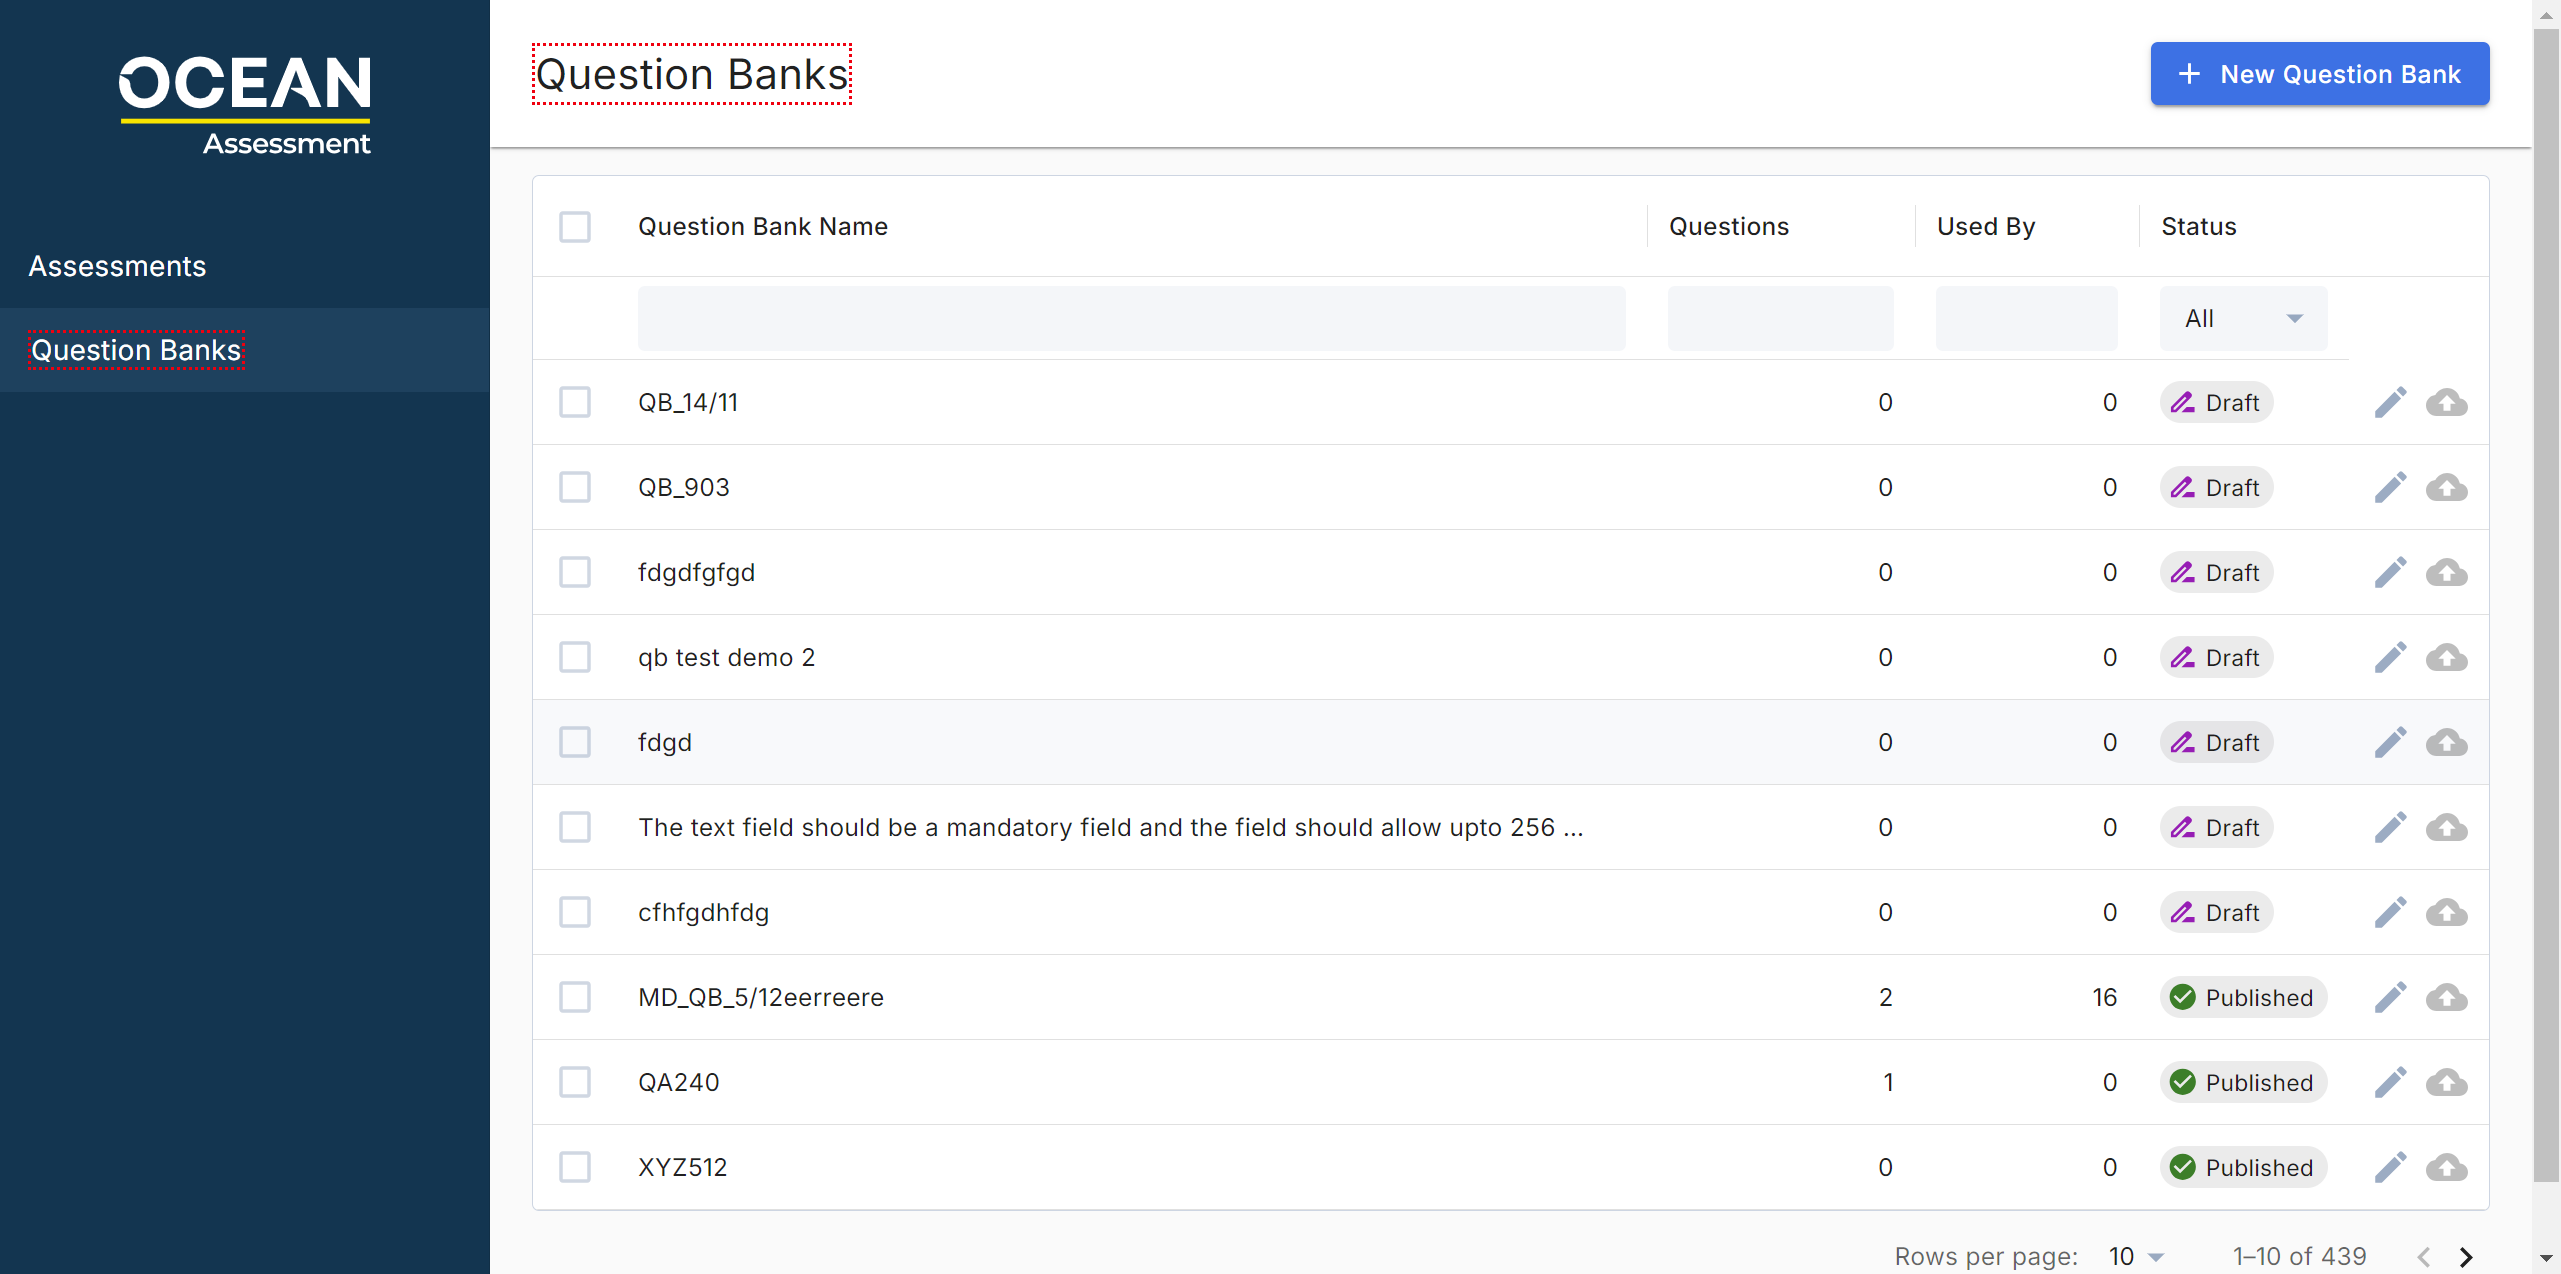 OCEAN
Assessment
Assessments
Question Banks
Question Banks
New Question Bank
Question Bank Name Questions Used By Status
All
QB_14/11 0 0 Draft
QB_903 0 0 Draft
fdgdfgfgd 0 0 Draft
qb test demo 2 0 0 Draft
fdgd 0 0 Draft
The text field should be a mandatory field and the field should allow upto 256 ... 0 0 Draft
cfhfgdhfdg 0 0 Draft
MD_QB_5/12eerreere 2 16 Published
QA240 1 0 Published
XYZ512 0 0 Published
Rows per page: 10 1–10 of 439